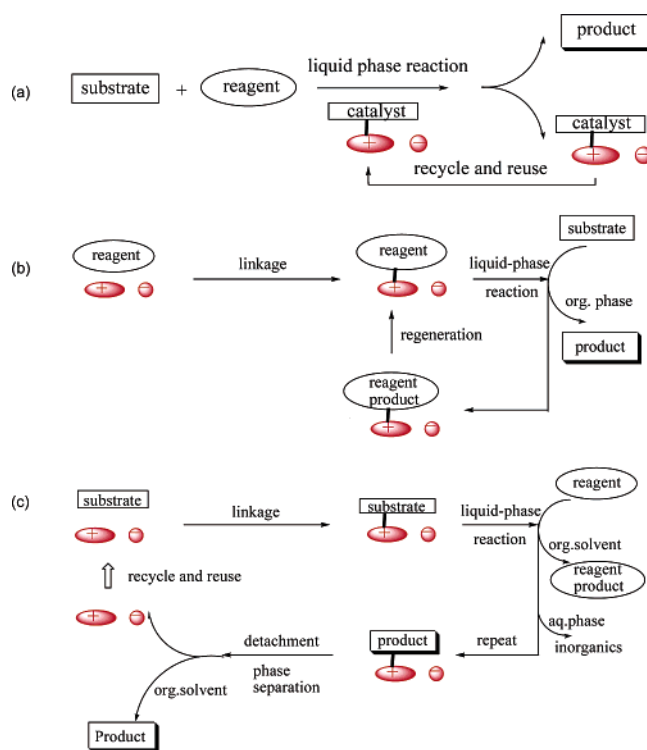 (a)
substrate
+
reagent
liquid phase reaction
catalyst
+
−
product
catalyst
+
−
recycle and reuse
(b)
reagent
+
−
linkage
reagent
+
−
liquid-phase
reaction
substrate
org. phase
product
regeneration
reagent
product
+
−
(c)
substrate
+
−
linkage
substrate
+
−
liquid-phase
reaction
reagent
org.solvent
reagent
product
aq.phase
inorganics
repeat
product
+
−
detachment
phase
separation
recycle and reuse
+
−
org.solvent
Product